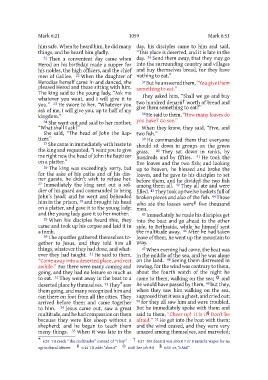 Mark 6:21
1059
Mark 6:51
him safe. When he heard him, he did many
things, and he heard him gladly.
21 Then a convenient day came when
Herod on his birthday made a supper for
his nobles, the high officers, and the chief
men of Galilee. 22 When the daughter of
Herodias herself came in and danced, she
pleased Herod and those sitting with him.
The king said to the young lady, “Ask me
whatever you want, and I will give it to
you.” 23 He swore to her, “Whatever you
ask of me, I will give you, up to half of my
kingdom.”
24 She went out and said to her mother,
“What shall I ask?”
She said, “The head of John the Bap-
tizer.”
25 She came in immediately with haste to
the king and requested, “I want you to give
me right now the head of John the Baptizer
on a platter.”
26 The king was exceedingly sorry, but
for the sake of his oaths and of his din-
ner guests, he didn’t wish to refuse her.
27 Immediately the king sent out a sol-
dier of his guard and commanded to bring
John’s head; and he went and beheaded
him in the prison, 28 and brought his head
on a platter, and gave it to the young lady;
and the young lady gave it to her mother.
29 When his disciples heard this, they
came and took up his corpse and laid it in
a tomb.
30 The apostles gathered themselves to-
gether to Jesus, and they told him all
things, whatever they had done, and what-
ever they had taught. 31 He said to them,
“Come away into a deserted place, and rest
awhile.” For there were many coming and
going, and they had no leisure so much as
to eat. 32 They went away in the boat to a
deserted place by themselves. 33 They saw
them going, and many recognized him and
ran there on foot from all the cities. They
arrived before them and came together
to him. 34 Jesus came out, saw a great
multitude, and he had compassion on them
because they were like sheep without a
shepherd; and he began to teach them
many things. 35 When it was late in the
day, his disciples came to him and said,
“This place is deserted, and it is late in the
day. 36 Send them away, that they may go
into the surrounding country and villages
and buy themselves bread, for they have
nothing to eat.”
37 But he answered them, “You give them
something to eat.”
They asked him, “Shall we go and buy
two hundred denarii worth of bread and
give them something to eat?”
38 He said to them, “How many loaves do
you have? Go see.”
When they knew, they said, “Five, and
two fish.”
39 He commanded them that everyone
should sit down in groups on the green
grass. 40 They sat down in ranks, by
hundreds and by fifties. 41 He took the
five loaves and the two fish; and looking
up to heaven, he blessed and broke the
loaves, and he gave to his disciples to set
before them, and he divided the two fish
among them all. 42 They all ate and were
filled. 43 They took up twelve baskets full of
broken pieces and also of the fish. 44 Those
who ate the loaves were five thousand
men.
45 Immediately he made his disciples get
into the boat and go ahead to the other
side, to Bethsaida, while he himself sent
the multitude away. 46 After he had taken
leave of them, he went up the mountain to
pray.
47 When evening had come, the boat was
in the middle of the sea, and he was alone
on the land. 48 Seeing them distressed in
rowing, for the wind was contrary to them,
about the fourth watch of the night he
came to them, walking on the sea; and
he would have passed by them, 49 but they,
when they saw him walking on the sea,
supposed that it was a ghost, and cried out;
50 for they all saw him and were troubled.
But he immediately spoke with them and
said to them, “Cheer up! It is I! Don’t be
afraid.” 51 He got into the boat with them;
and the wind ceased, and they were very
amazed among themselves, and marveled;